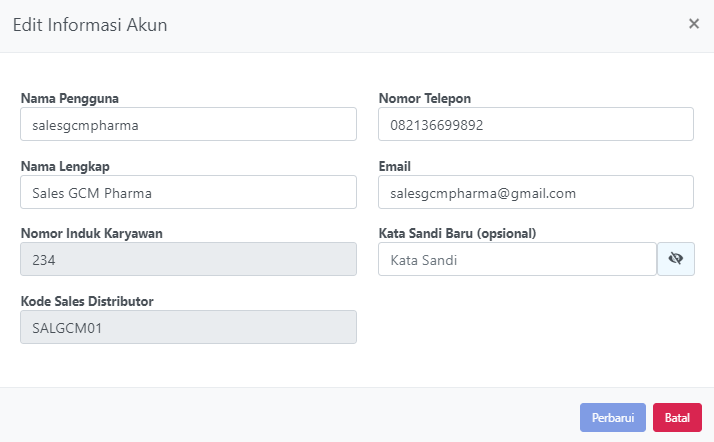 Edit Informasi Akun
×
Nama Pengguna
salesgcmpharma
Nomor Telepon
082136699892
Nama Lengkap
Sales GCM Pharma
Email
salesgcmpharma@gmail.com
Nomor Induk Karyawan
234
Kata Sandi Baru (opsional)
Kata Sandi
Kode Sales Distributor
SALGCM01
Perbarui
Batal